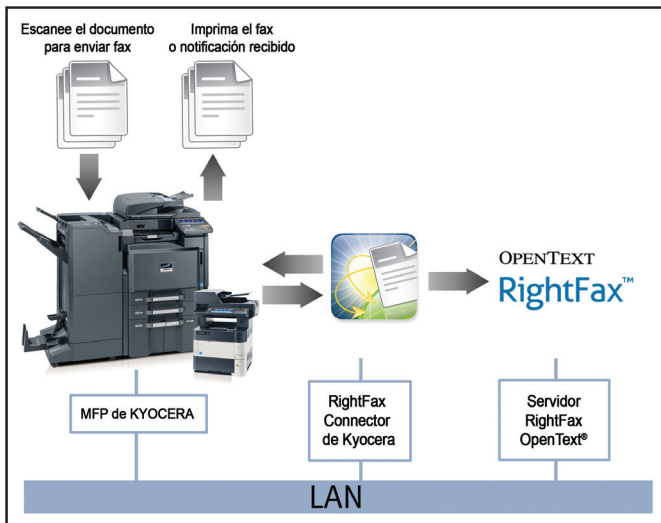 Escanee el documento
para enviar fax
Imprima el fax
o notificación recibido
OPENTEXT
RightFax™
MFP de KYOCERA
RightFax
Connector
de Kyocera
Servidor
RightFax
OpenText®
LAN